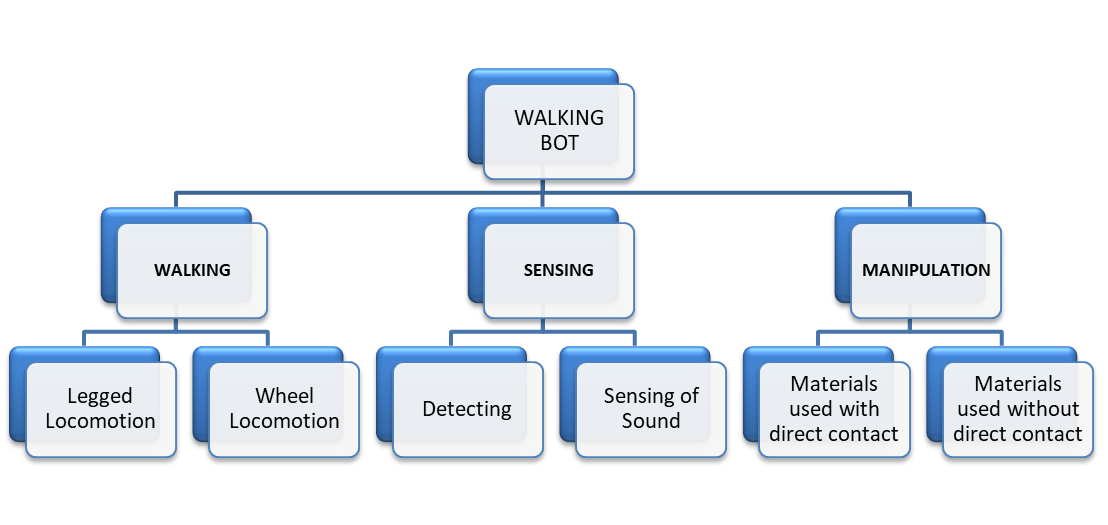 WALKING
BOT
WALKING
SENSING
MANIPULATION
Legged
Locomotion
Wheel
Locomotion
Detecting
Sensing of
Sound
Materials
used with
direct contact
Materials
used without
direct contact